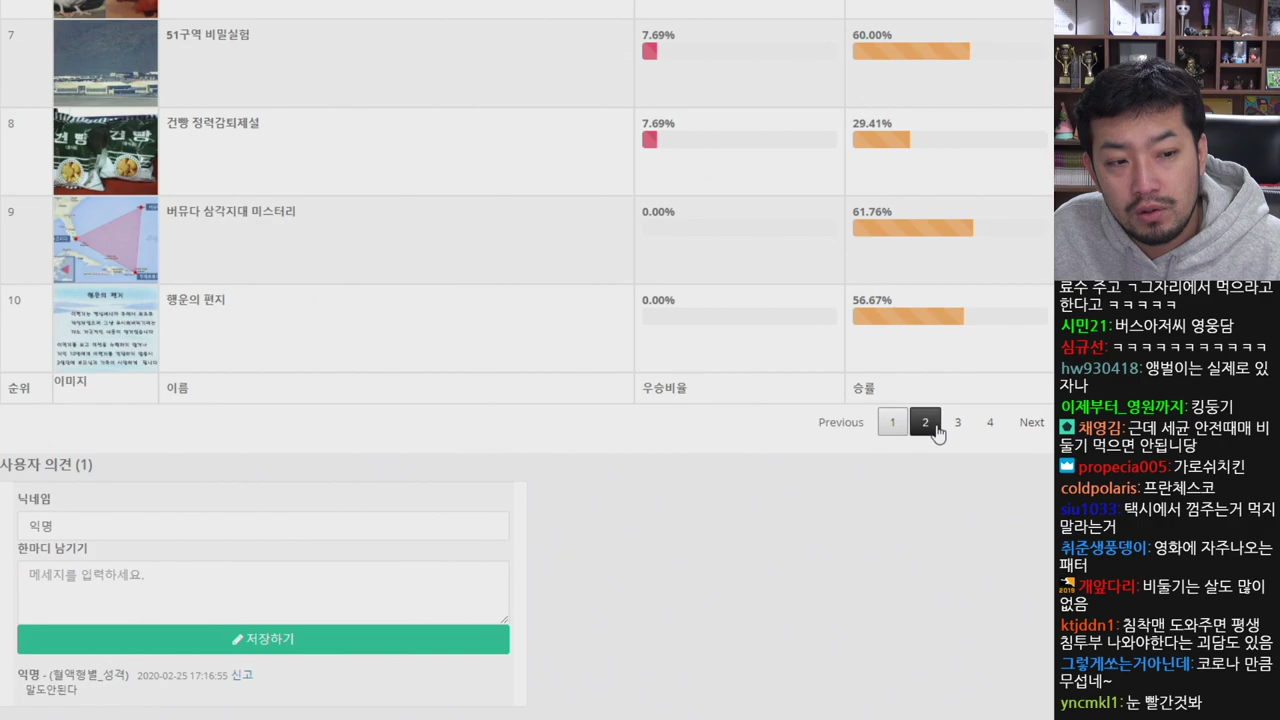 7
51구역 비밀실험
7.69%
60.00%
8
건빵 정력감퇴제설
7.69%
29.41%
건빵
9
버뮤다 삼각지대 미스터리
0.00%
61.76%
10
행운의 편지
0.00%
56.67%
행운의 편지
순위
이미지
이름
우승비율
승률
Previous
1
2
3
4
Next
사용자 의견 (1)
닉네임
익명
한마디 남기기
메세지를 입력하세요.
저장하기
익명 - (혈액형별_성격) 2020-02-25 17:16:55 신고
말도안된다
료수 주고 ㄱ그자리에서 먹으라고
한다고 ㅋㅋㅋㅋㅋ
시민21: 버스아저씨 영웅담
심규선: ㅋㅋㅋㅋㅋㅋㅋㅋㅋㅋㅋ
hw930418: 앵벌이는 실제로 있
자나
이제부터_영원까지: 킹둥기
채영김: 근데 세균 안전때매 비
둘기 먹으면 안됩니당
propecia005: 가로쉬치킨
coldpolaris: 프란체스코
siu1033: 택시에서 껌주는거 먹지
말라는거
취준생풍뎅이: 영화에 자주나오는
패터
2019 개앞다리: 비둘기는 살도 많이
없음
ktjddn1: 침착맨 도와주면 평생
침투부 나와야한다는 괴담도 있음
그렇게쓰는거아닌데: 코로나 만큼
무섭네~
yncmkl1: 눈 빨간것봐